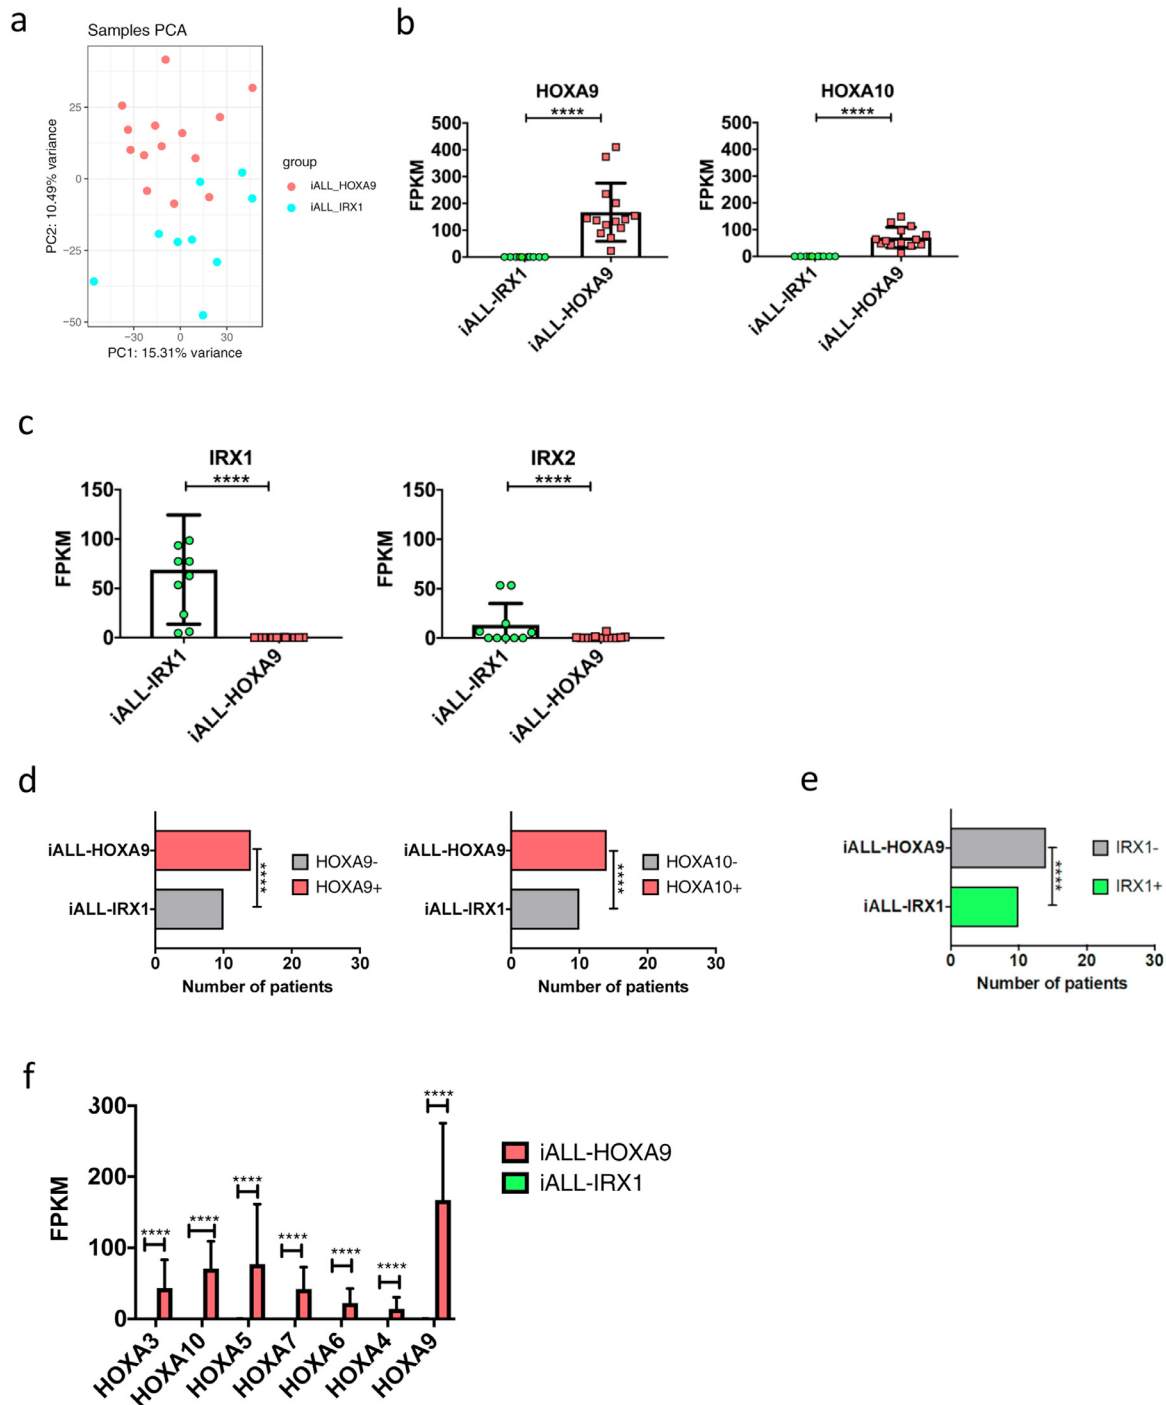 a
Samples PCA
PC2: 10.49% variance
25
0
−25
−50
−30
0
30
PC1: 15.31% variance
group
iALL_HOXA9
iALL_IRX1
b
HOXA9
****
FPKM
500
400
300
200
100
0
iALL-IRX1
iALL-HOXA9
HOXA10
****
FPKM
500
400
300
200
100
0
iALL-IRX1
iALL-HOXA9
c
IRX1
****
FPKM
150
100
50
0
iALL-IRX1
iALL-HOXA9
IRX2
****
FPKM
150
100
50
0
iALL-IRX1
iALL-HOXA9
d
iALL-HOXA9
iALL-IRX1
****
HOXA9-
HOXA9+
0 10 20 30
Number of patients
iALL-HOXA9
iALL-IRX1
****
HOXA10-
HOXA10+
0 10 20 30
Number of patients
e
iALL-HOXA9
iALL-IRX1
****
IRX1-
IRX1+
0 10 20 30
Number of patients
f
FPKM
300
200
100
0
****
****
****
****
****
****
****
HOXA3
HOXA10
HOXA5
HOXA7
HOXA6
HOXA4
HOXA9
iALL-HOXA9
iALL-IRX1